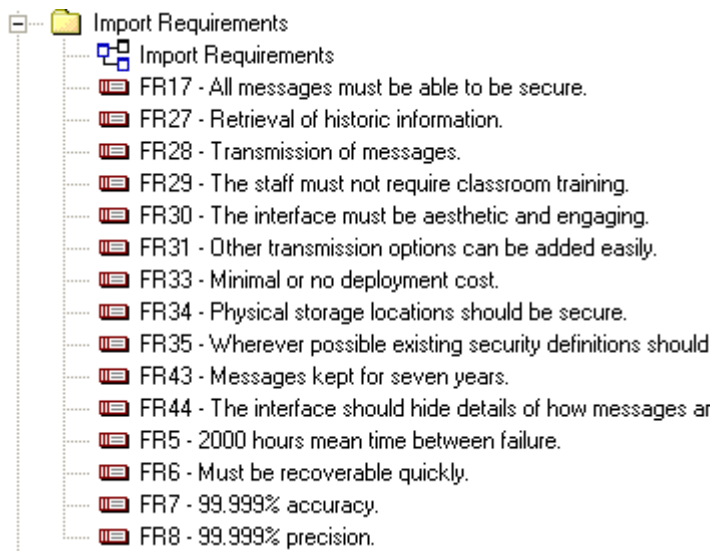 Import Requirements
Import Requirements
FR17 - All messages must be able to be secure.
FR27 - Retrieval of historic information.
FR28 - Transmission of messages.
FR29 - The staff must not require classroom training.
FR30 - The interface must be aesthetic and engaging.
FR31 - Other transmission options can be added easily.
FR33 - Minimal or no deployment cost.
FR34 - Physical storage locations should be secure.
FR35 - Wherever possible existing security definitions should
FR43 - Messages kept for seven years.
FR44 - The interface should hide details of how messages
FR5 - 2000 hours mean time between failure.
FR6 - Must be recoverable quickly.
FR7 - 99.999% accuracy.
FR8 - 99.999% precision.